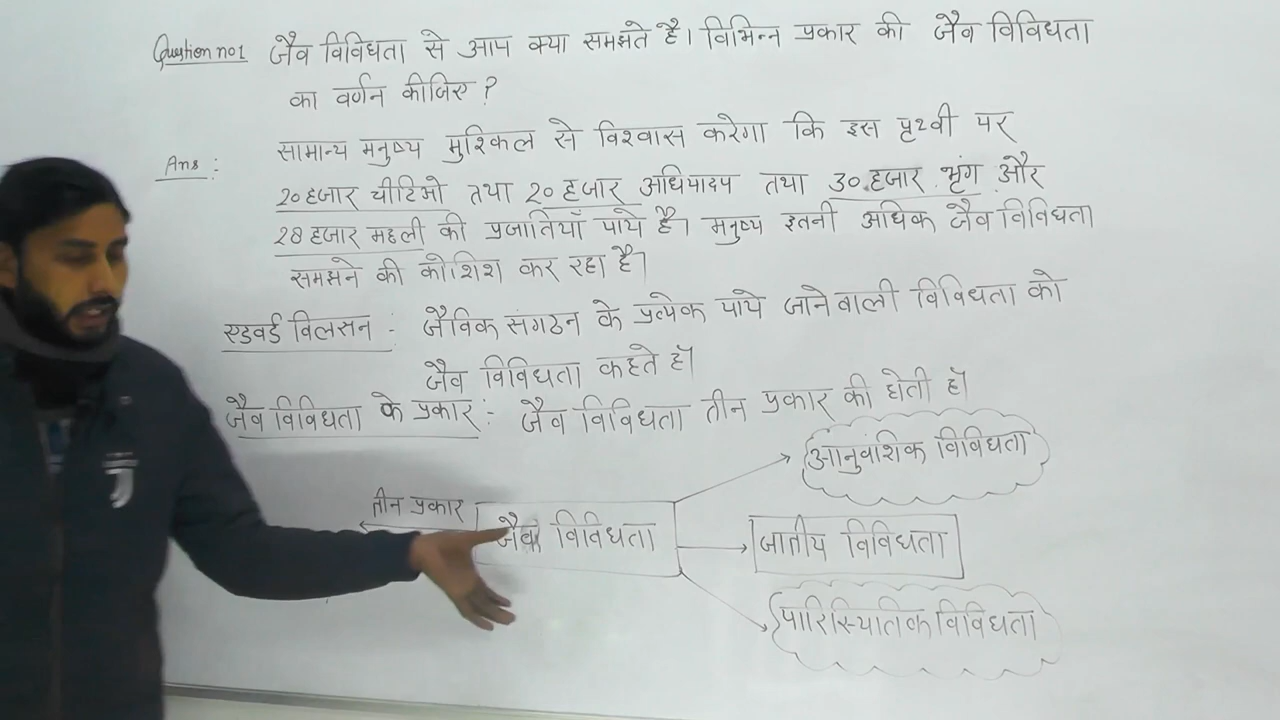 Question no1 जैव विविधता से आप क्या समझते है। विभिन्न प्रकार की जैव विविधता
का वर्णन कीजिए ?
Ans : सामान्य मनुष्य मुश्किल से विश्वास करेगा कि इस पृथ्वी पर
20 हजार चीटिओ तथा 20 हजार अधिपादप तथा 30 हजार भृंग और
28 हजार मछली की प्रजातियाँ पाये है। मनुष्य इतनी अधिक जैव विविधता
समझने की कोशिश कर रहा है।
एडवर्ड विलसन :- जैविक संगठन के प्रत्येक पाये जाने वाली विविधता को
जैव विविधता कहते हैं।
जैव विविधता के प्रकार :- जैव विविधता तीन प्रकार की होती है।
आनुवंशिक विविधता
तीन प्रकार
जैव विविधता
जातीय विविधता
पारिस्थितिक विविधता